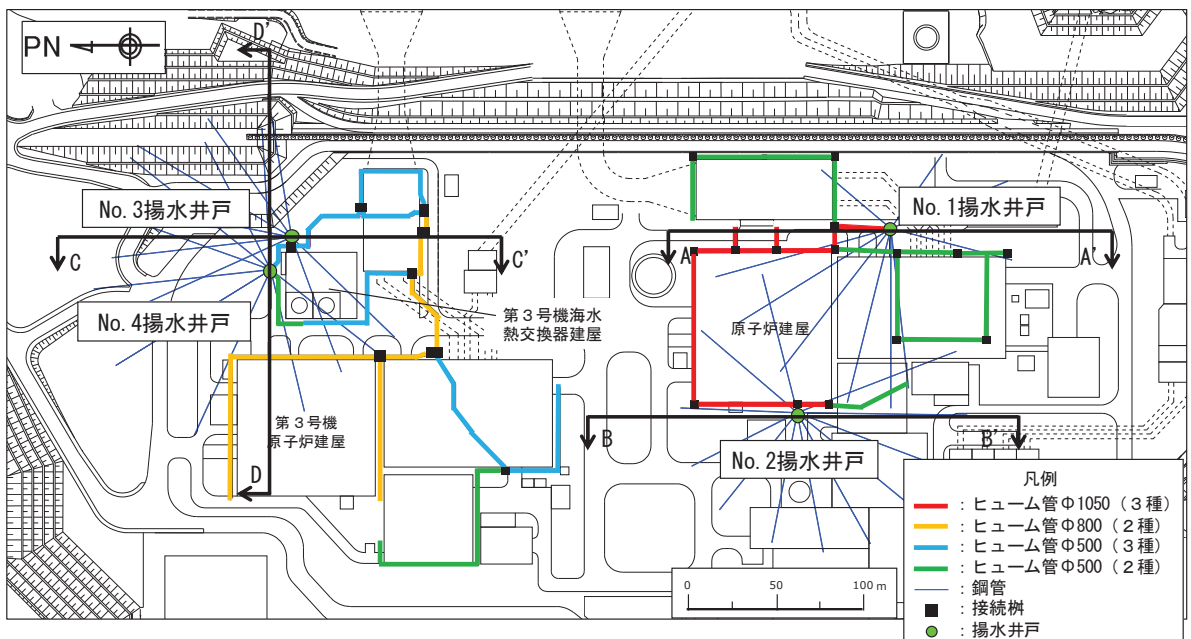 PN
D'
No. 3揚水井戸
No. 1揚水井戸
C
C'
A
A'
No. 4揚水井戸
第３号機海水
熱交換器建屋
原子炉建屋
第３号機
原子炉建屋
B
B'
No. 2揚水井戸
D
凡例
：ヒューム管Φ1050（３種）
：ヒューム管Φ800（２種）
：ヒューム管Φ500（３種）
：ヒューム管Φ500（２種）
：鋼管
：接続桝
：揚水井戸
0 50 100 m